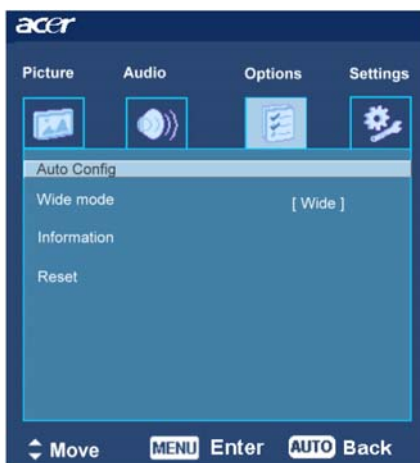 acer
Picture Audio Options Settings
Auto Config
Wide mode [ Wide ]
Information
Reset
Move MENU Enter AUTO Back